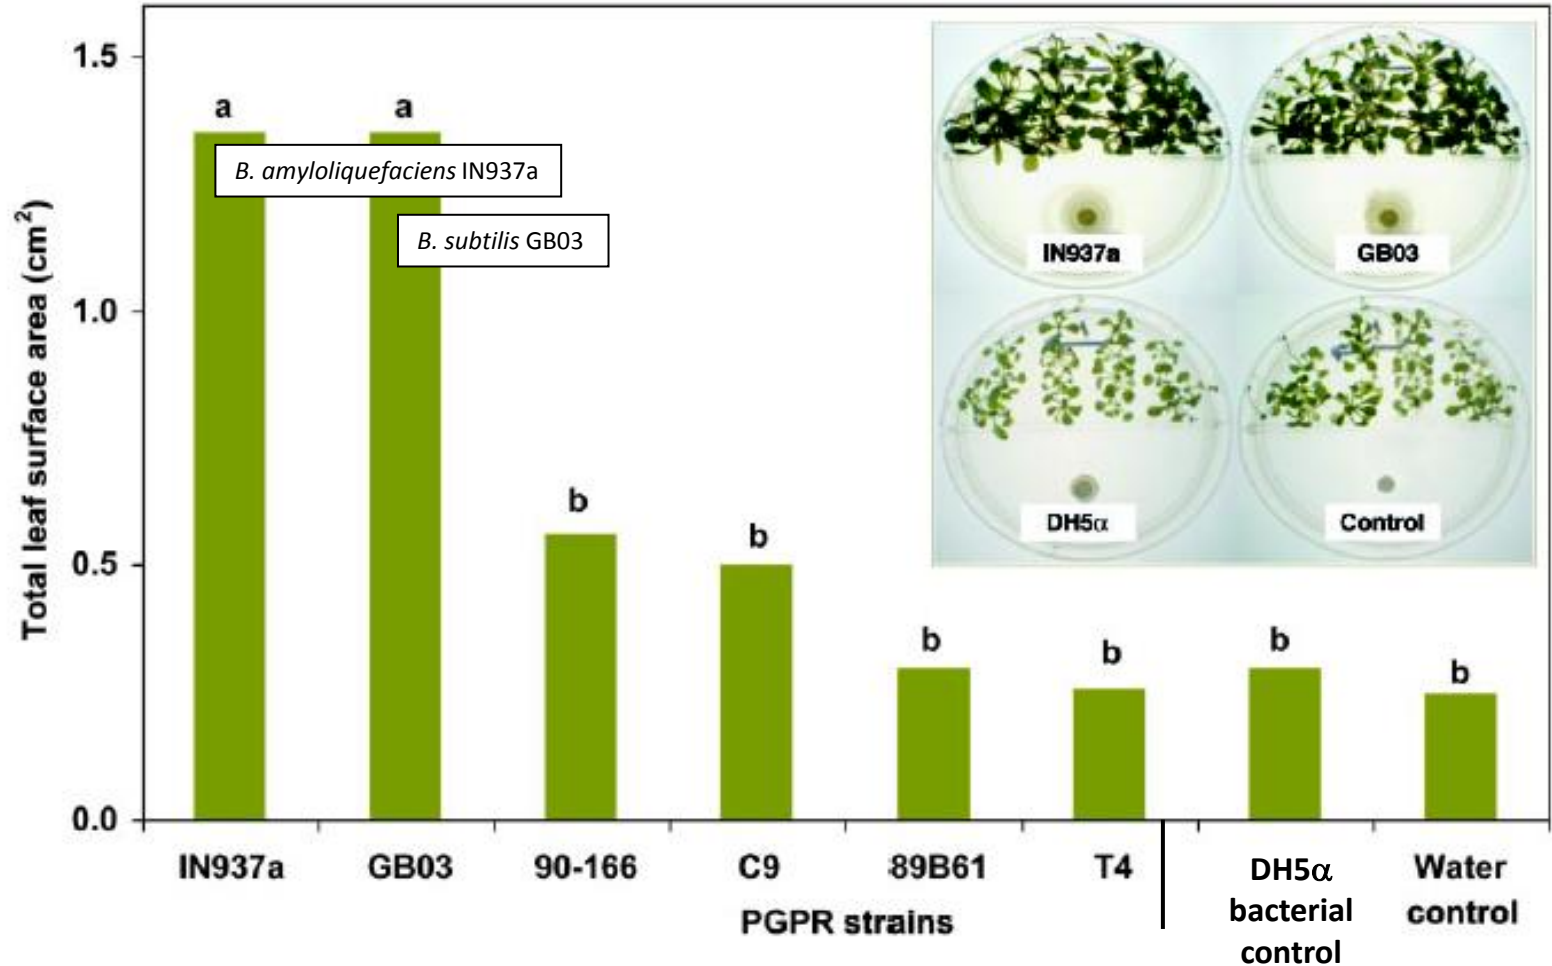 Total leaf surface area (cm²)
1.5
1.0
0.5
0.0
a
a
b
b
b
b
b
b
B. amyloliquefaciens IN937a
B. subtilis GB03
IN937a
GB03
DH5α
Control
IN937a
GB03
90-166
C9
89B61
T4
DH5α
bacterial
control
Water
control
PGPR strains